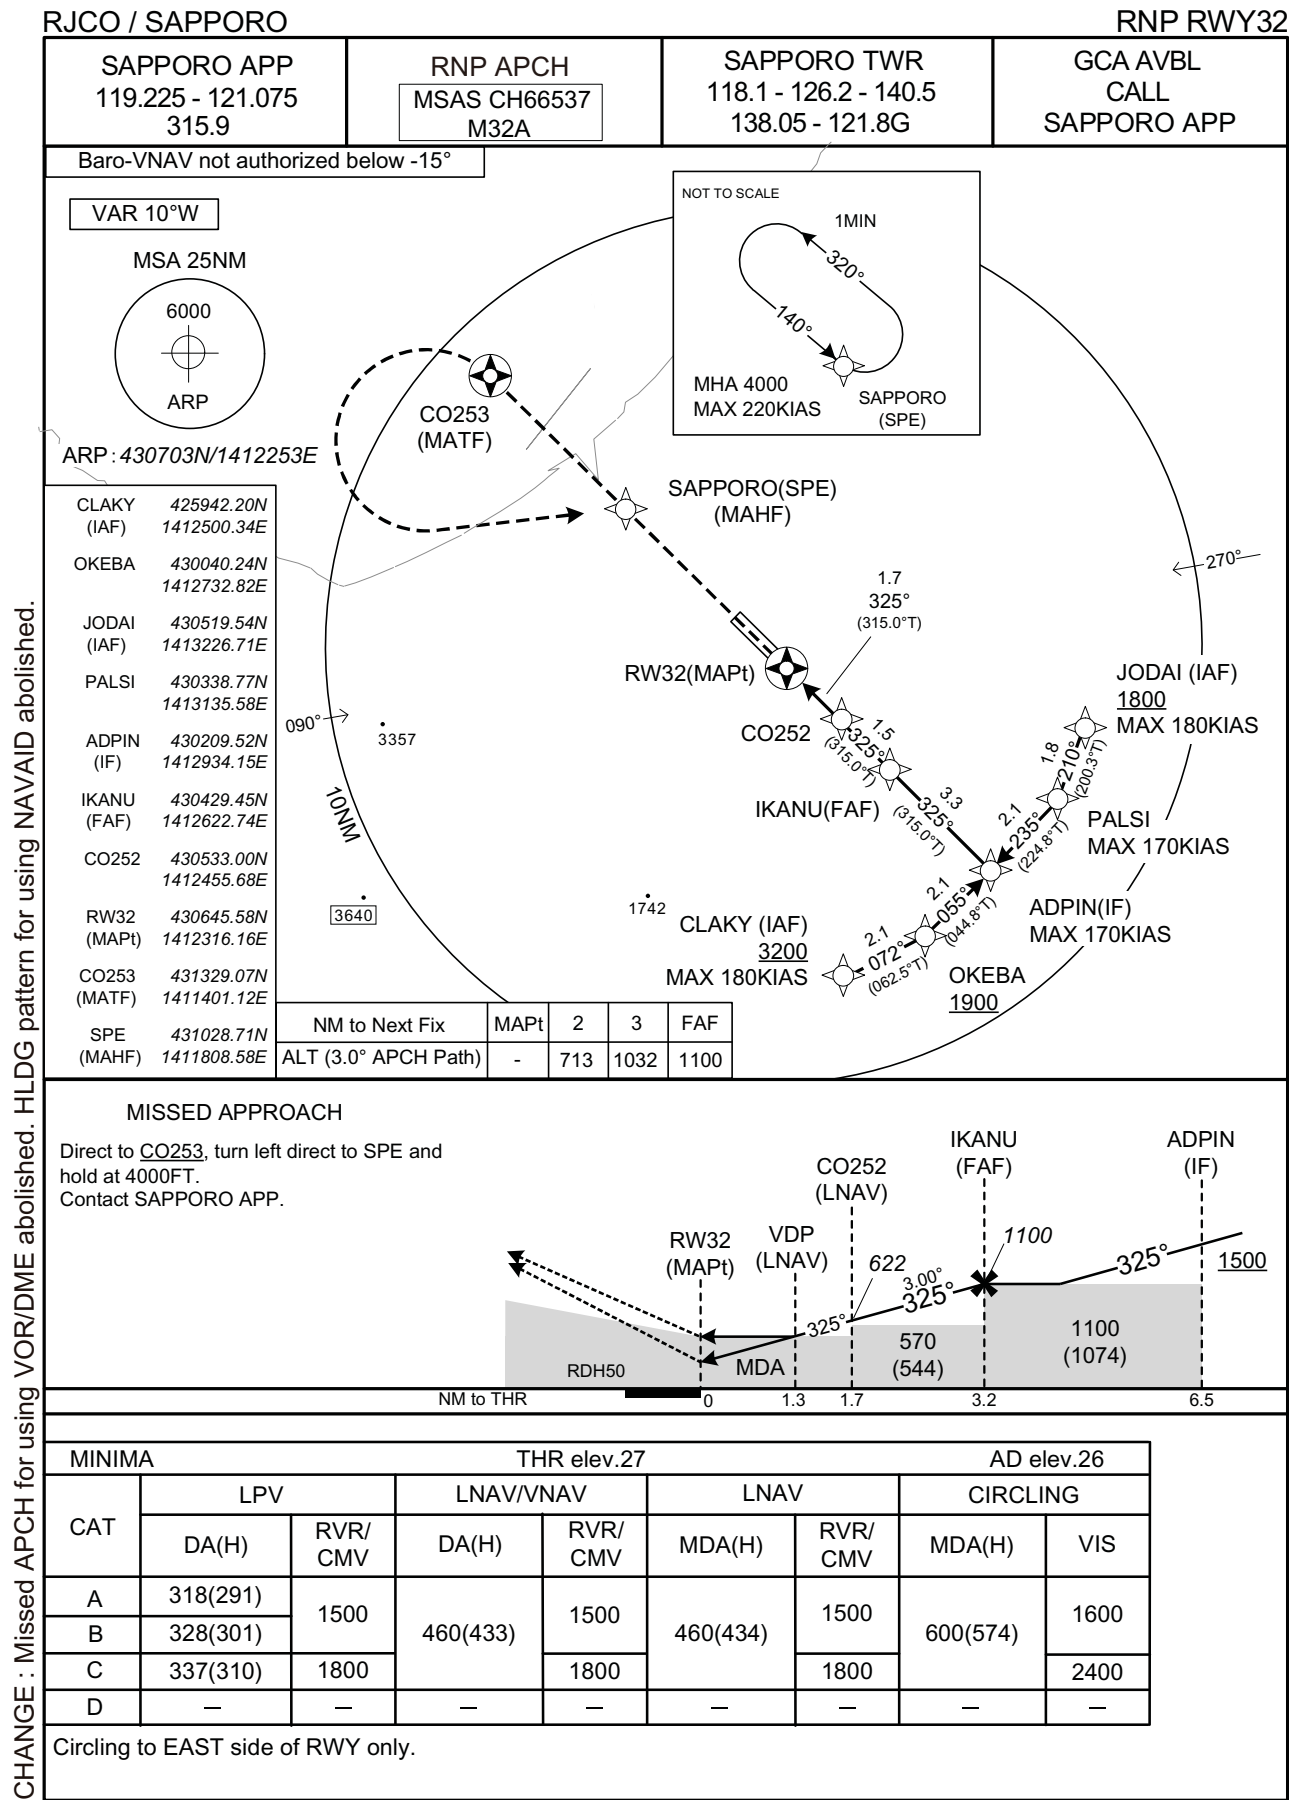 RJCO / SAPPORO
RNP RWY32
SAPPORO APP
119.225 - 121.075
315.9
RNP APCH
MSAS CH66537
M32A
SAPPORO TWR
118.1 - 126.2 - 140.5
138.05 - 121.8G
GCA AVBL
CALL
SAPPORO APP
Baro-VNAV not authorized below -15°
VAR 10°W
MSA 25NM
6000
ARP
ARP : 430703N/1412253E
NOT TO SCALE
1MIN
320°
140°
MHA 4000
MAX 220KIAS
SAPPORO
(SPE)
CO253
(MATF)
SAPPORO(SPE)
(MAHF)
270°
1.7
325°
(315.0°T)
RW32(MAPt)
JODAI (IAF)
1800
MAX 180KIAS
090°
3357
CO252
1.5
325°
(315.0°T)
1.8
210°
(200.3°T)
10NM
IKANU(FAF)
3.3
325°
(315.0°T)
2.1
235°
(224.8°T)
PALSI
MAX 170KIAS
3640
1742
2.1
055°
(044.8°T)
ADPIN(IF)
MAX 170KIAS
CLAKY (IAF)
3200
MAX 180KIAS
2.1
072°
(062.5°T)
OKEBA
1900
CLAKY 425942.20N
(IAF) 1412500.34E
OKEBA 430040.24N
1412732.82E
JODAI 430519.54N
(IAF) 1413226.71E
PALSI 430338.77N
1413135.58E
ADPIN 430209.52N
(IF) 1412934.15E
IKANU 430429.45N
(FAF) 1412622.74E
CO252 430533.00N
1412455.68E
RW32 430645.58N
(MAPt) 1412316.16E
CO253 431329.07N
(MATF) 1411401.12E
SPE 431028.71N
(MAHF) 1411808.58E
NM to Next Fix MAPt 2 3 FAF
ALT (3.0° APCH Path) - 713 1032 1100
MISSED APPROACH
Direct to CO253, turn left direct to SPE and
hold at 4000FT.
Contact SAPPORO APP.
IKANU
(FAF)
ADPIN
(IF)
CO252
(LNAV)
VDP
(LNAV)
RW32
(MAPt)
1100
622
3.00°
325°
325°
1500
325°
1100
(1074)
570
(544)
MDA
RDH50
NM to THR 0 1.3 1.7 3.2 6.5
MINIMA THR elev.27 AD elev.26
CAT LPV LNAV/VNAV LNAV CIRCLING
DA(H) RVR/
CMV DA(H) RVR/
CMV MDA(H) RVR/
CMV MDA(H) VIS
A 318(291) 1500 460(433) 1500 460(434) 1500 600(574) 1600
B 328(301)
C 337(310) 1800 1800 1800 2400
D — — — — — — — —
Circling to EAST side of RWY only.
CHANGE : Missed APCH for using VOR/DME abolished. HLDG pattern for using NAVAID abolished.